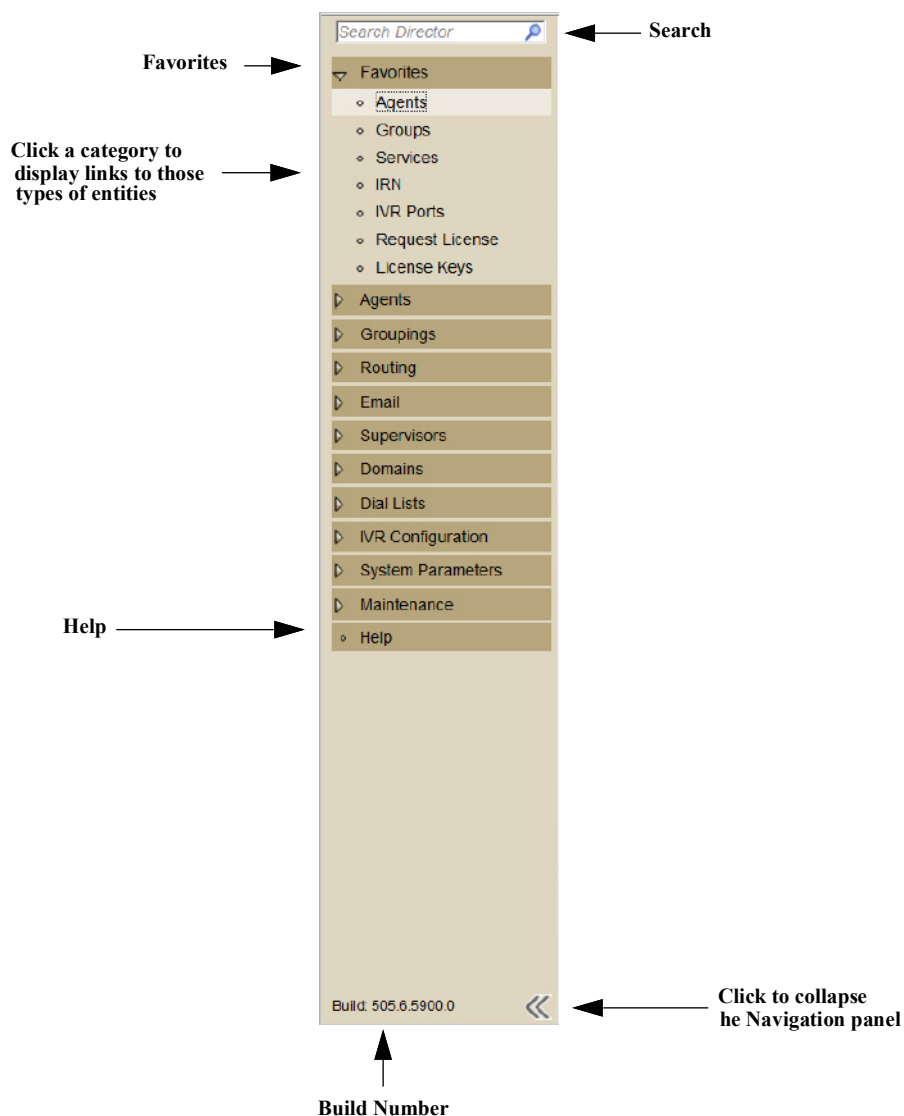 Search Director
Search
Favorites
Favorites
Agents
Groups
Click a category to
display links to those
types of entities
Services
IRN
IVR Ports
Request License
License Keys
Agents
Groupings
Routing
Email
Supervisors
Domains
Dial Lists
IVR Configuration
System Parameters
Maintenance
Help
Help
Build: 505.6.5900.0
Click to collapse
he Navigation panel
Build Number